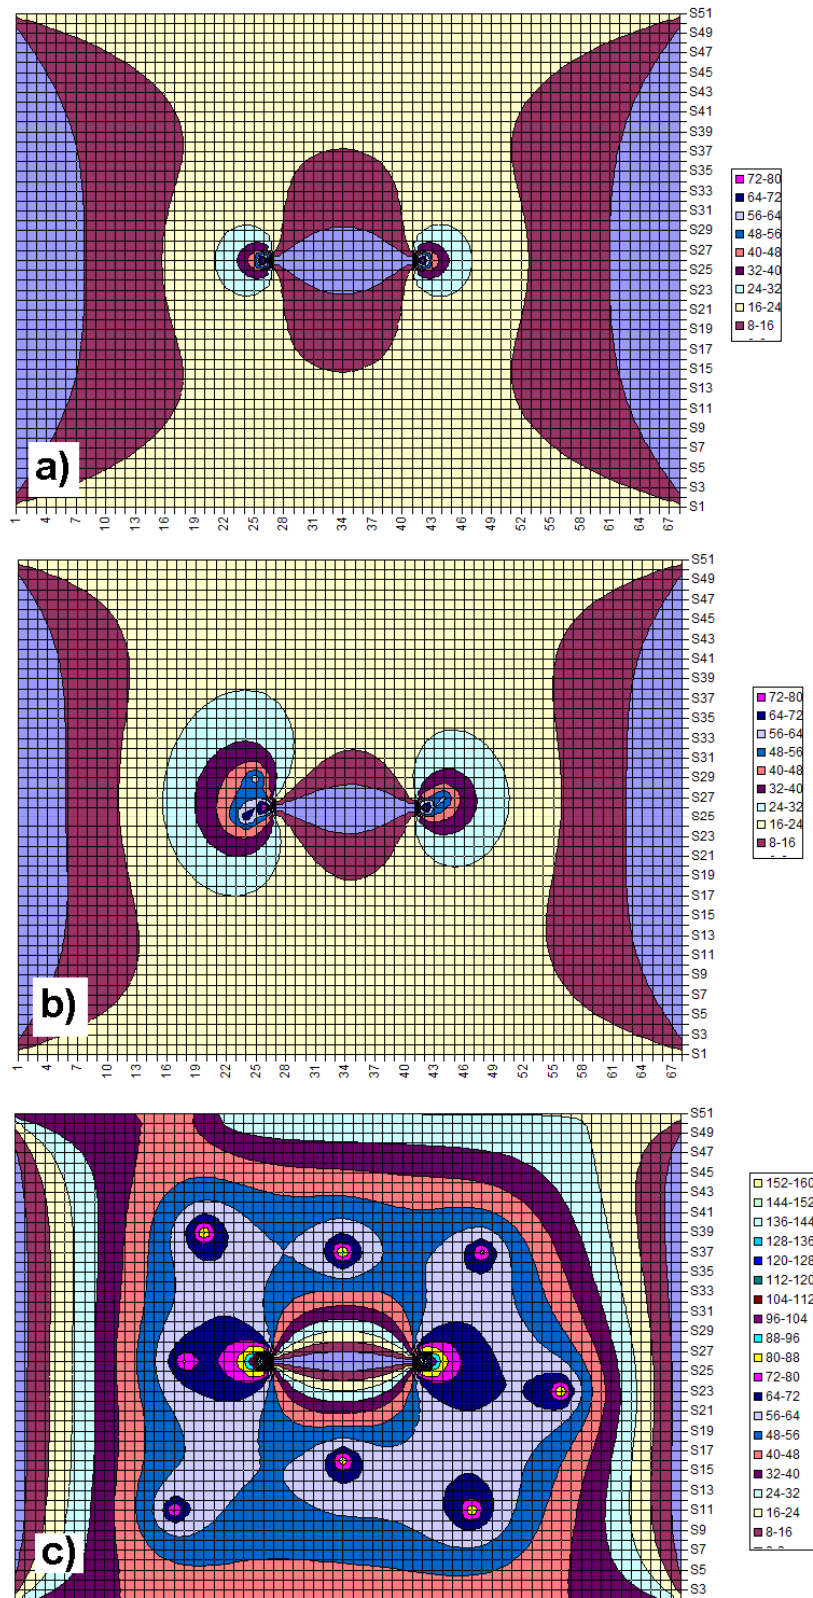 S51
S49
S47
S45
S43
S41
S39
S37
S35
S33
S31
S29
S27
S25
S23
S21
S19
S17
S15
S13
S11
S9
S7
S5
S3
S1
72-80
64-72
56-64
48-56
40-48
32-40
24-32
16-24
8-16
a)
1 4 7 10 13 16 19 22 25 28 31 34 37 40 43 46 49 52 55 58 61 64 67
S51
S49
S47
S45
S43
S41
S39
S37
S35
S33
S31
S29
S27
S25
S23
S21
S19
S17
S15
S13
S11
S9
S7
S5
S3
S1
72-80
64-72
56-64
48-56
40-48
32-40
24-32
16-24
8-16
b)
1 4 7 10 13 16 19 22 25 28 31 34 37 40 43 46 49 52 55 58 61 64 67
S51
S49
S47
S45
S43
S41
S39
S37
S35
S33
S31
S29
S27
S25
S23
S21
S19
S17
S15
S13
S11
S9
S7
S5
S3
152-160
144-152
136-144
128-136
120-128
112-120
104-112
96-104
88-96
80-88
72-80
64-72
56-64
48-56
40-48
32-40
24-32
16-24
8-16
c)